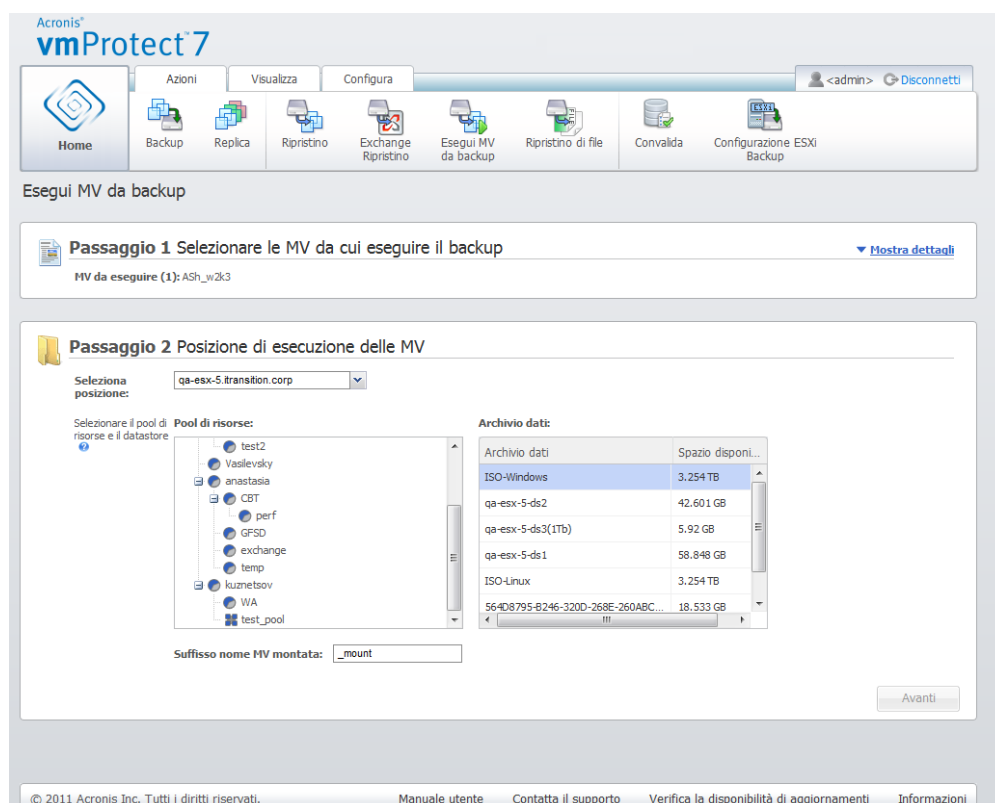 Acronis®
vmProtect™7
Azioni Visualizza Configura
<admin> Disconnetti
Home
Backup
Replica
Ripristino
Exchange Ripristino
Esegui MV da backup
Ripristino di file
Convalida
ESXi
Configurazione ESXi Backup
Esegui MV da backup
Passaggio 1 Selezionare le MV da cui eseguire il backup
Mostra dettagli
MV da eseguire (1): ASh_w2k3
Passaggio 2 Posizione di esecuzione delle MV
Seleziona posizione:
qa-esx-5.itransition.corp
Selezionare il pool di risorse e il datastore
Pool di risorse:
test2
Vasilevsky
anastasia
CBT
perf
GFSD
exchange
temp
kuznetsov
WA
test_pool
Archivio dati:
Archivio dati Spazio disponi...
ISO-Windows 3.254 TB
qa-esx-5-ds2 42.601 GB
qa-esx-5-ds3(1Tb) 5.92 GB
qa-esx-5-ds1 58.848 GB
ISO-Linux 3.254 TB
564D8795-B246-320D-268E-260ABC... 18.533 GB
Suffisso nome MV montata: _mount
Avanti
© 2011 Acronis Inc. Tutti i diritti riservati.
Manuale utente Contatta il supporto Verifica la disponibilità di aggiornamenti Informazioni